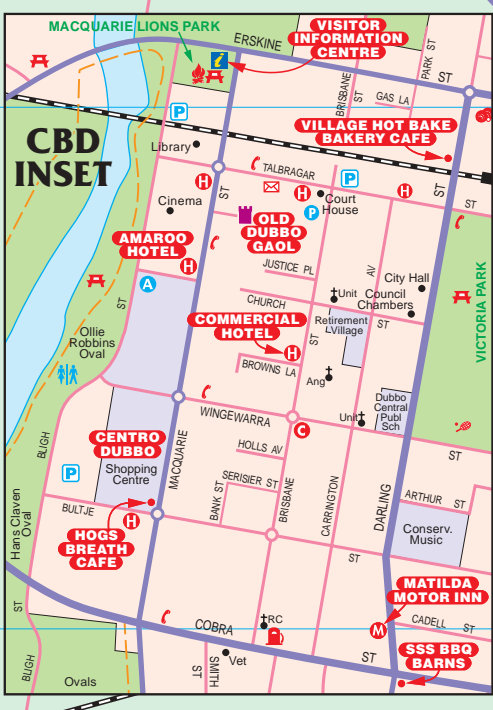 MACQUARIE LIONS PARK
ERSKINE
ST
VISITOR
INFORMATION
CENTRE
i
PARK ST
BRISBANE
ST
GAS LA
P
VILLAGE HOT BAKE
BAKERY CAFE
CBD
INSET
Library
TALBRAGAR
ST
H
ST
H
P
H
Cinema
Court
House
P
OLD
DUBBO
GAOL
AMAROO
HOTEL
H
JUSTICE PL
AV
City Hall
A
ST
CHURCH
ST
Unit
Council
Chambers
Retirement
Village
VICTORIA PARK
COMMERCIAL
HOTEL
H
ST
Ollie
Robbins
Oval
BROWNS LA
Ang
Dubbo
Central
Publ
Sch
WINGEWARRA
ST
Unit
C
BLIGH
CENTRO
DUBBO
Shopping
Centre
MACQUARIE
HOLLS AV
P
SERISIER ST
BANK ST
BRISBANE
CARRINGTON
DARLING
ARTHUR ST
Hans Claven
Oval
BULTJE
ST
H
HOGS
BREATH
CAFE
Conserv.
Music
MATILDA
MOTOR INN
ST
COBRA
ST
RC
M
CADELL ST
SSS BBQ
BARNS
BLIGH
Vet
SMITH
ST
Ovals